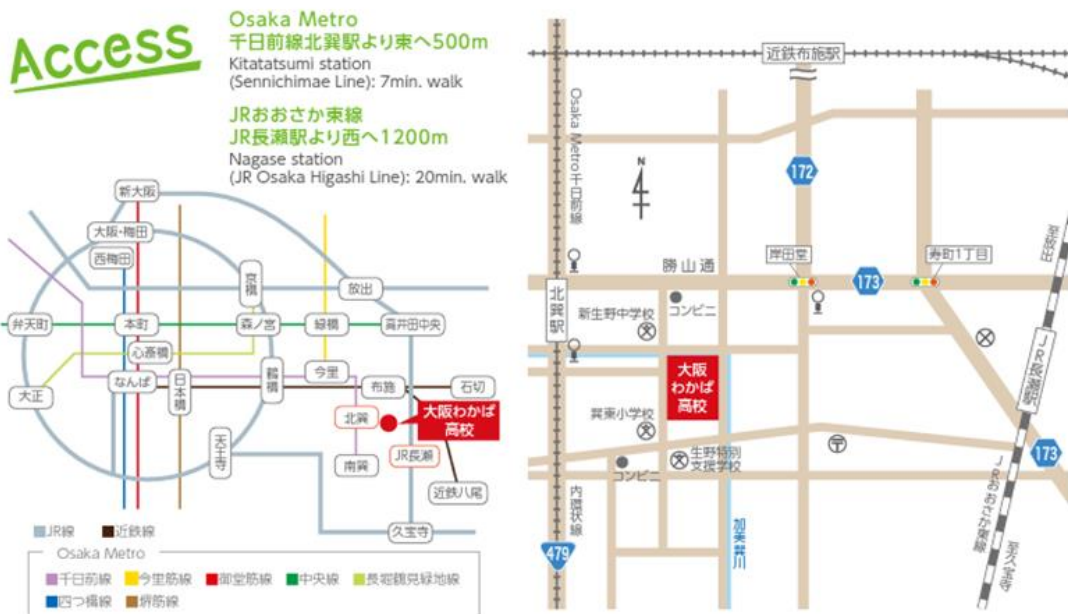 Access
Osaka Metro
千日前線北巽駅より東へ500m
Kitatatsumi station
(Sennichimae Line): 7min. walk
JRおおさか東線
JR長瀬駅より西へ1200m
Nagase station
(JR Osaka Higashi Line): 20min. walk
新大阪
大阪・梅田
西梅田
京橋
放出
弁天町
本町
森ノ宮
緑橋
高井田中央
心斎橋
大正
なんば
日本橋
鶴橋
今里
布施
石切
北巽
大阪わかば
高校
天王寺
南巽
JR長瀬
近鉄八尾
久宝寺
JR線
近鉄線
Osaka Metro
千日前線
今里筋線
御堂筋線
中央線
長堀鶴見緑地線
四つ橋線
堺筋線
近鉄布施駅
Osaka Metro千日前線
N
172
岸田堂
寿町1丁目
勝山通
173
至放出
北巽駅
コンビニ
新生野中学校
大阪
わかば
高校
JR長瀬駅
巽東小学校
生野特別
支援学校
コンビニ
173
内環状線
加美巽川
JRおおさか東線
至久宝寺
479